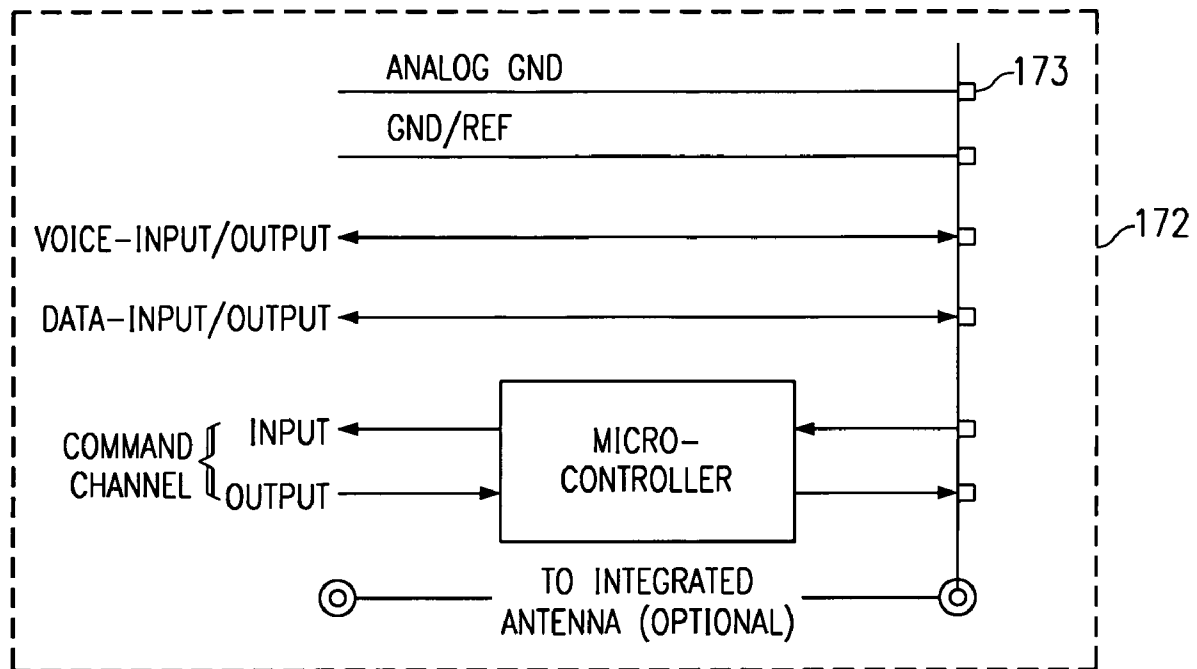 ANALOG GND
173
GND/REF
VOICE-INPUT/OUTPUT
172
DATA-INPUT/OUTPUT
COMMAND
CHANNEL
INPUT
OUTPUT
MICRO-
CONTROLLER
TO INTEGRATED
ANTENNA (OPTIONAL)